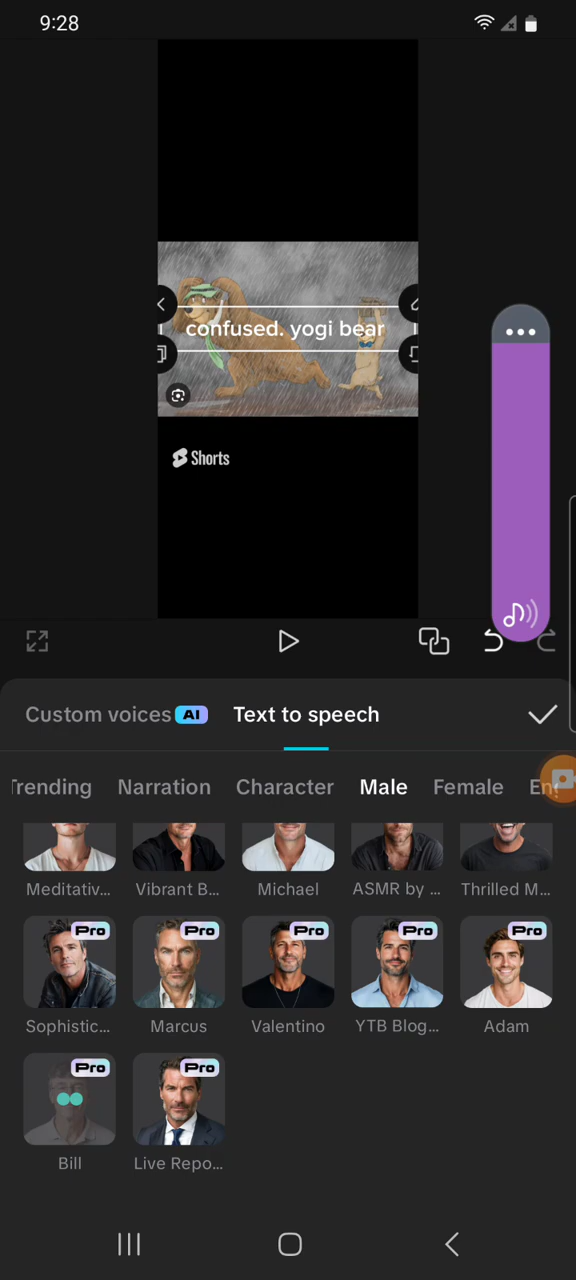 9:28
confused. yogi bear
Shorts
Custom voices AI Text to speech
Trending Narration Character Male Female
Meditativ... Vibrant B... Michael ASMR by ... Thrilled M...
Pro Pro Pro Pro Pro
Sophistic... Marcus Valentino YTB Blog... Adam
Pro Pro
Bill Live Repo...